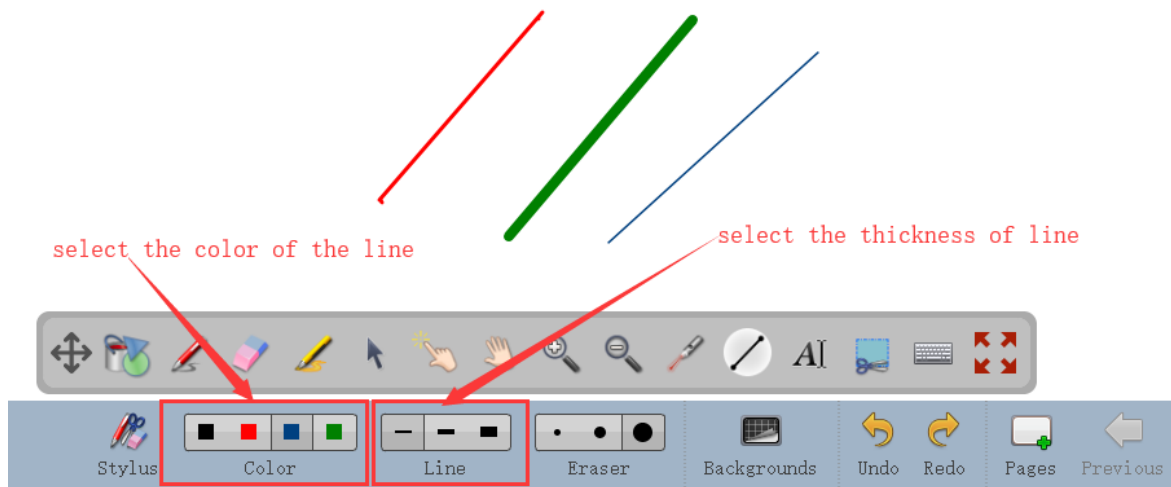 select the color of the line
select the thickness of line
AI
Stylus
Color
Line
Eraser
Backgrounds
Undo
Redo
Pages
Previous